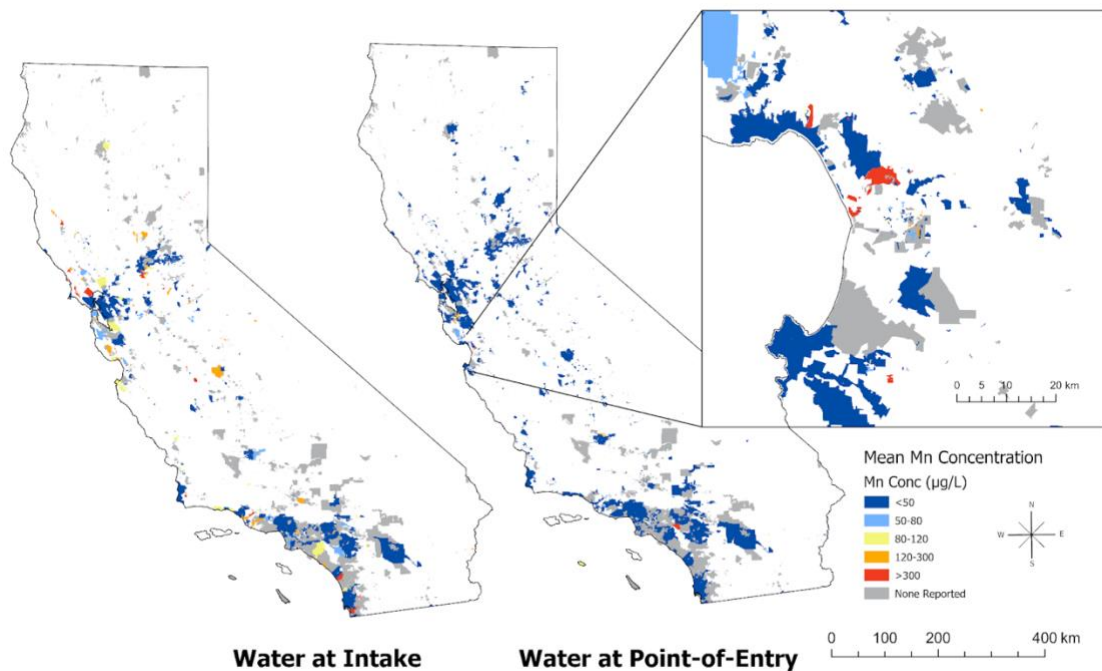 0 5 10 20 km
Mean Mn Concentration
Mn Conc (µg/L)
<50
50-80
80-120
120-300
>300
None Reported
N
W E
S
0 100 200 400 km
Water at Intake Water at Point-of-Entry